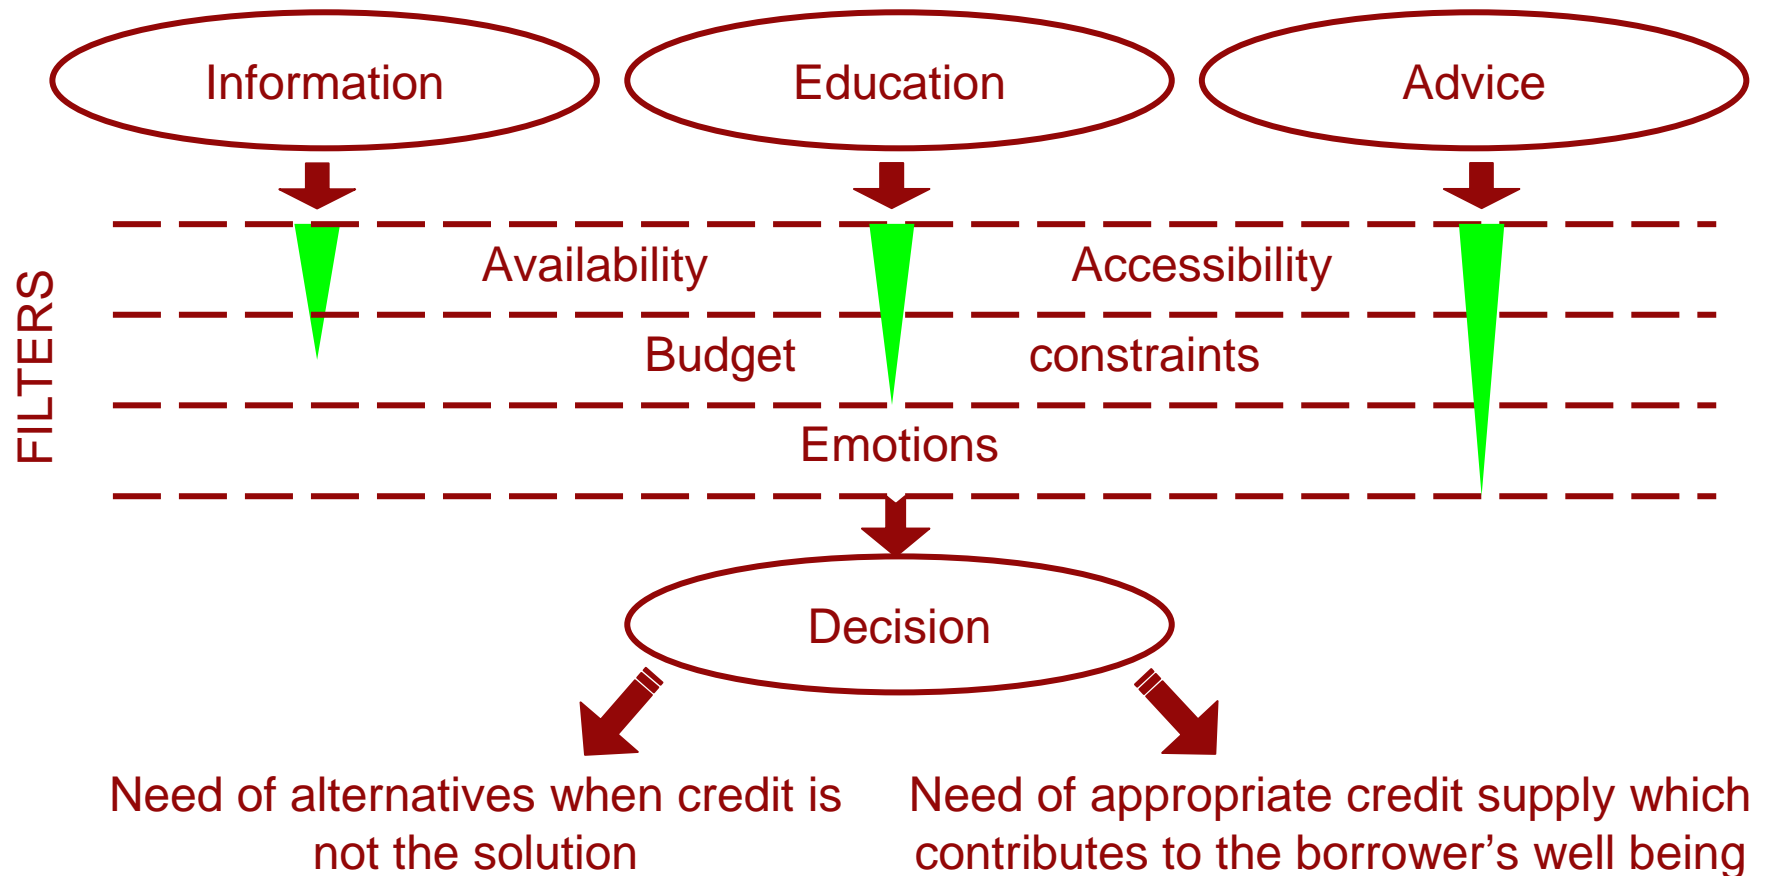 Information
Education
Advice
FILTERS
Availability
Accessibility
Budget constraints
Emotions
Decision
Need of alternatives when credit is
not the solution
Need of appropriate credit supply which
contributes to the borrower’s well being